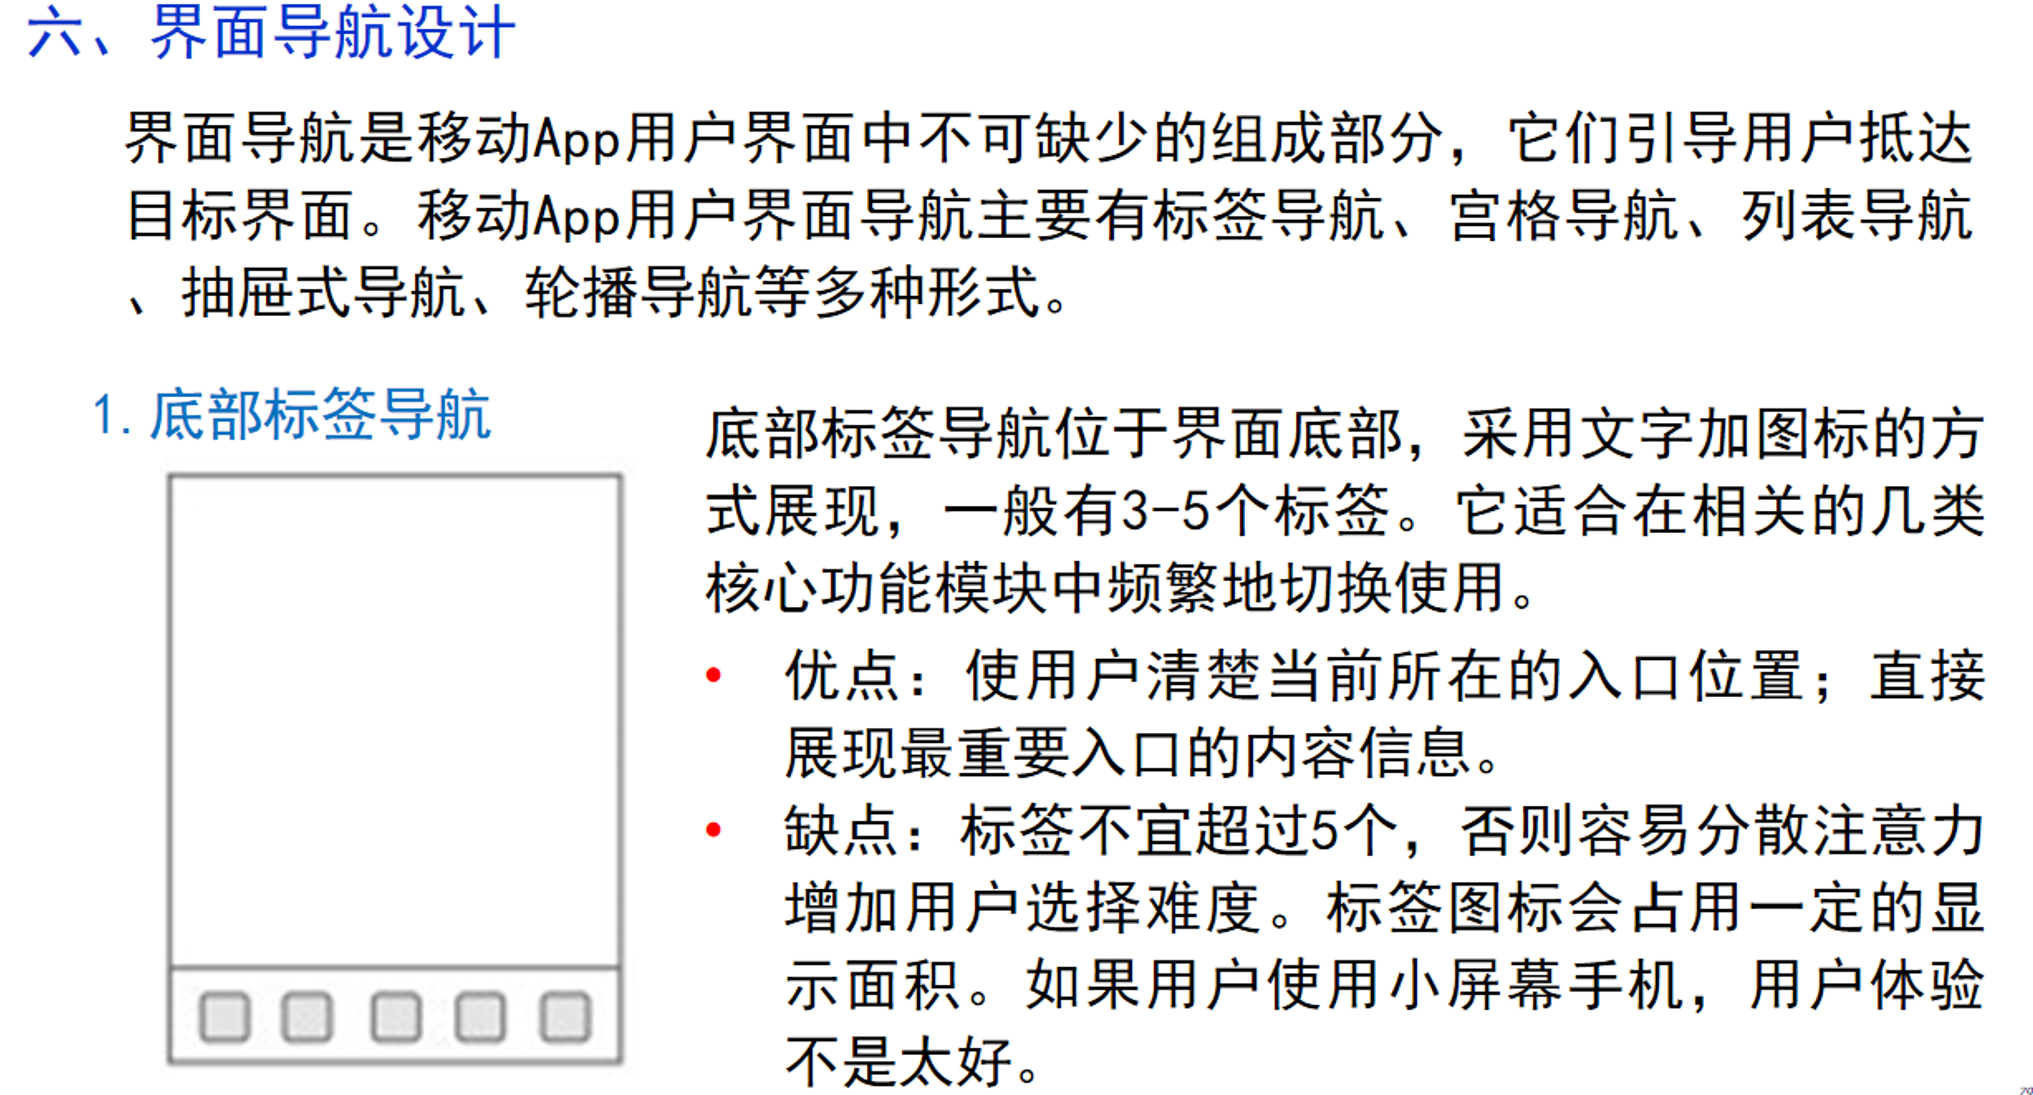 六、界面导航设计
界面导航是移动App用户界面中不可缺少的组成部分，它们引导用户抵达
目标界面。移动App用户界面导航主要有标签导航、宫格导航、列表导航
、抽屉式导航、轮播导航等多种形式。
1.底部标签导航
底部标签导航位于界面底部，采用文字加图标的方
式展现，一般有3-5个标签。它适合在相关的几类
核心功能模块中频繁地切换使用。
• 优点：使用户清楚当前所在的入口位置；直接
展现最重要入口的内容信息。
• 缺点：标签不宜超过5个，否则容易分散注意力
增加用户选择难度。标签图标会占用一定的显
示面积。如果用户使用小屏幕手机，用户体验
不是太好。